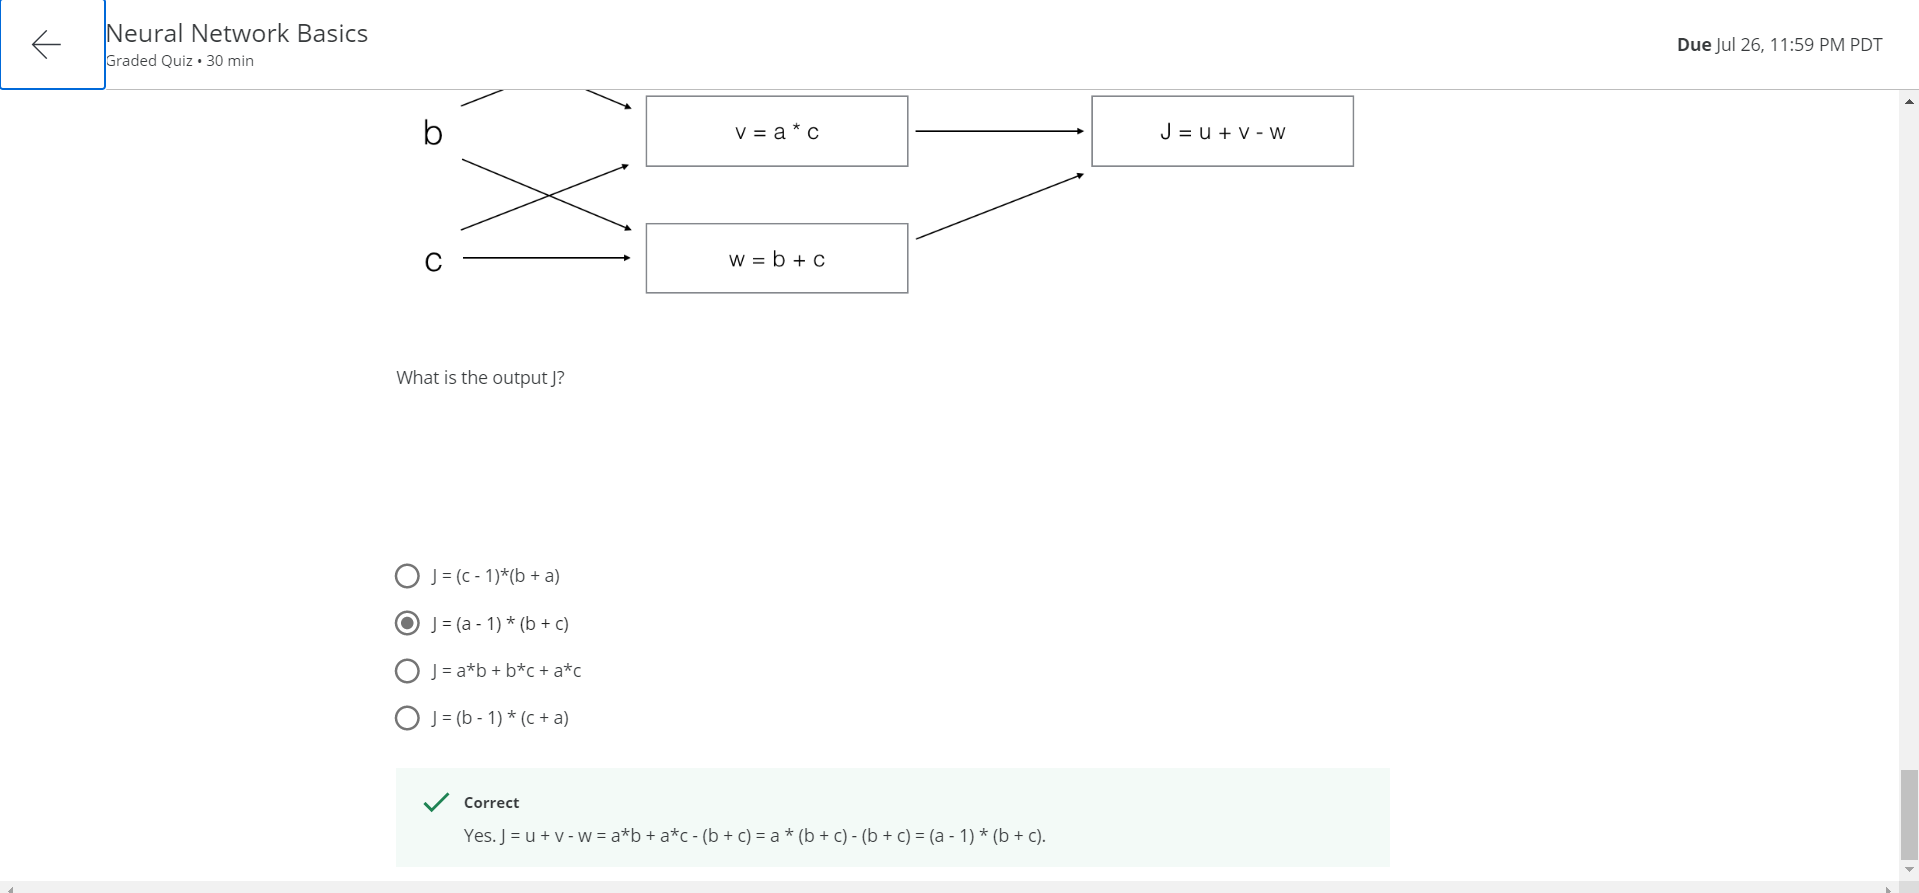 Neural Network Basics
Graded Quiz • 30 min
Due Jul 26, 11:59 PM PDT
b
v = a * c
J = u + v - w
c
w = b + c
What is the output J?
J = (c - 1)*(b + a)
J = (a - 1) * (b + c)
J = a*b + b*c + a*c
J = (b - 1) * (c + a)
Correct
Yes. J = u + v - w = a*b + a*c - (b + c) = a * (b + c) - (b + c) = (a - 1) * (b + c).